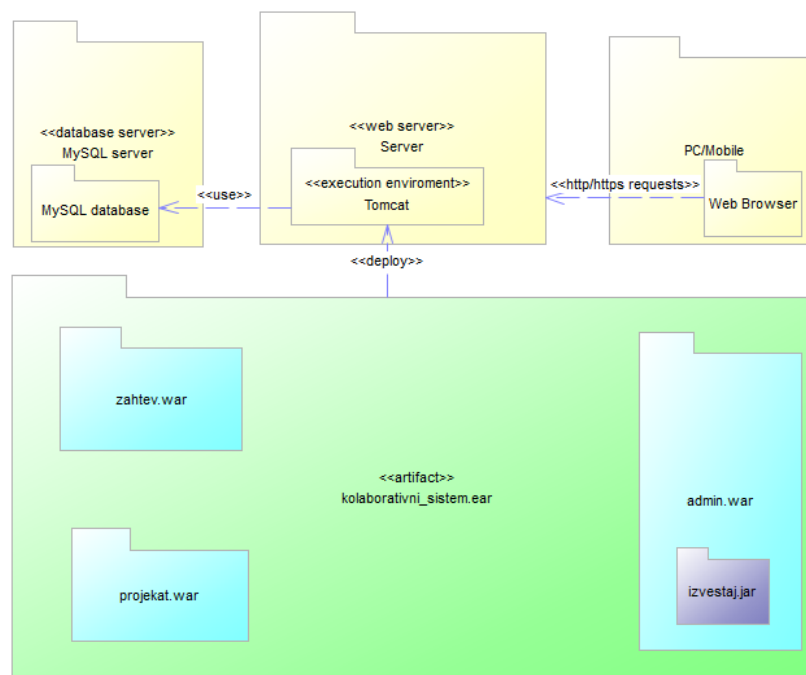 <<database server>>
MySQL server
MySQL database
<<use>>
<<web server>>
Server
<<execution enviroment>>
Tomcat
<<http/https requests>>
PC/Mobile
Web Browser
<<deploy>>
zahtev.war
<<artifact>>
kolaborativni_sistem.ear
projekat.war
admin.war
izvestaj.jar